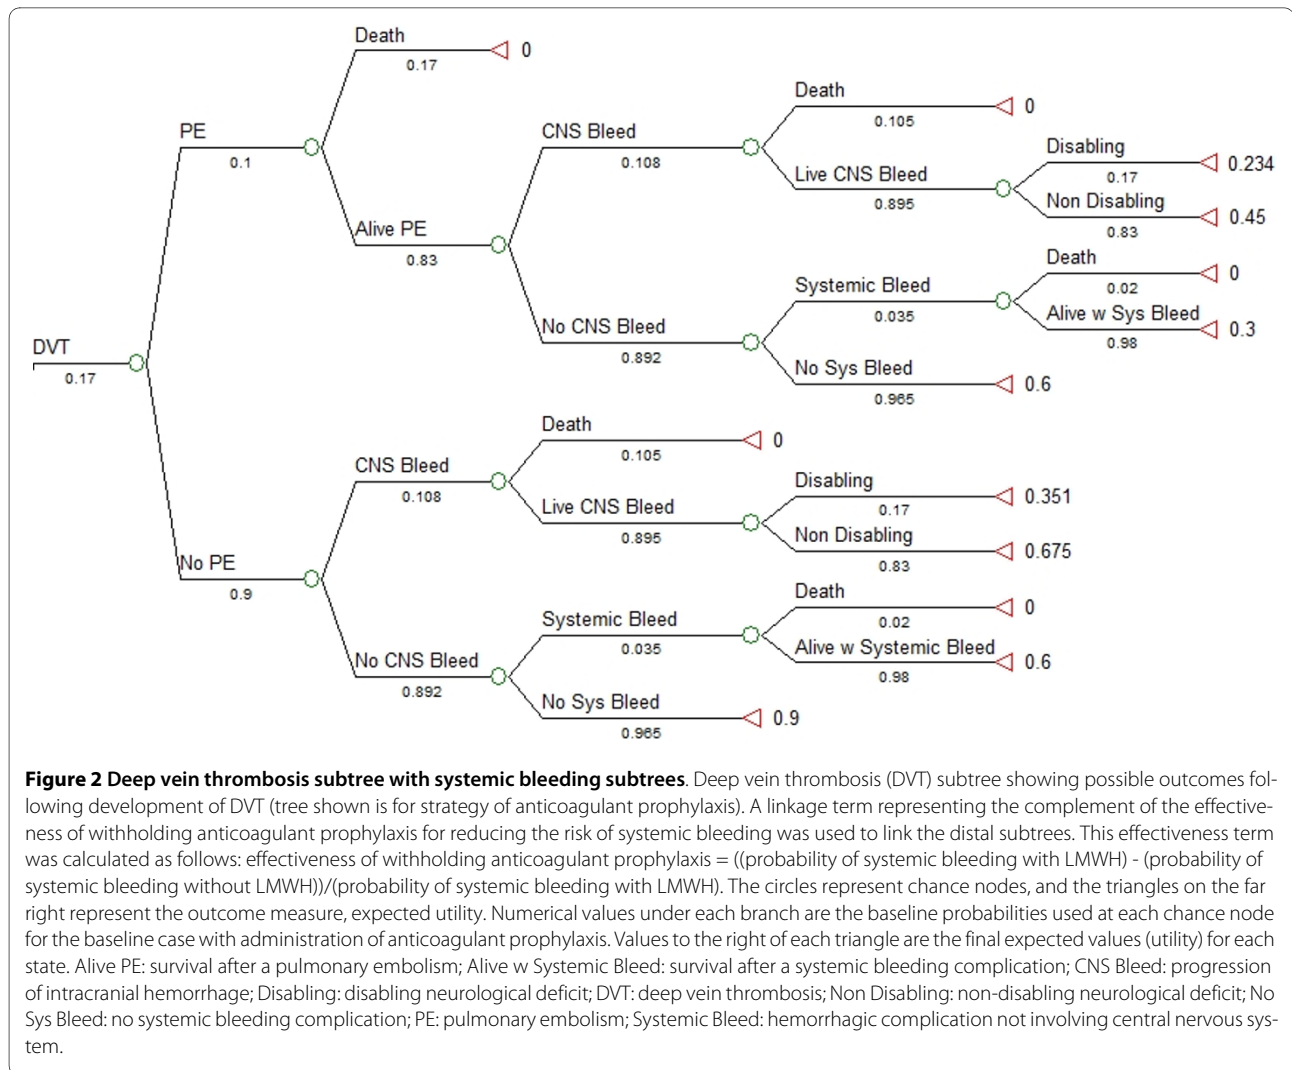 Death
0.17
0
PE
0.1
Death
0.105
0
CNS Bleed
0.108
Disabling
0.17
0.234
Live CNS Bleed
0.895
Non Disabling
0.83
0.45
Alive PE
0.83
Death
0.02
0
Systemic Bleed
0.035
Alive w Sys Bleed
0.98
0.3
No CNS Bleed
0.892
No Sys Bleed
0.965
0.6
DVT
0.17
Death
0.105
0
CNS Bleed
0.108
Disabling
0.17
0.351
Live CNS Bleed
0.895
Non Disabling
0.83
0.675
No PE
0.9
Death
0.02
0
Systemic Bleed
0.035
Alive w Systemic Bleed
0.98
0.6
No CNS Bleed
0.892
No Sys Bleed
0.965
0.9
Figure 2 Deep vein thrombosis subtree with systemic bleeding subtrees. Deep vein thrombosis (DVT) subtree showing possible outcomes fol-
lowing development of DVT (tree shown is for strategy of anticoagulant prophylaxis). A linkage term representing the complement of the effective-
ness of withholding anticoagulant prophylaxis for reducing the risk of systemic bleeding was used to link the distal subtrees. This effectiveness term
was calculated as follows: effectiveness of withholding anticoagulant prophylaxis = ((probability of systemic bleeding with LMWH) - (probability of
systemic bleeding without LMWH))/(probability of systemic bleeding with LMWH). The circles represent chance nodes, and the triangles on the far
right represent the outcome measure, expected utility. Numerical values under each branch are the baseline probabilities used at each chance node
for the baseline case with administration of anticoagulant prophylaxis. Values to the right of each triangle are the final expected values (utility) for each
state. Alive PE: survival after a pulmonary embolism; Alive w Systemic Bleed: survival after a systemic bleeding complication; CNS Bleed: progression
of intracranial hemorrhage; Disabling: disabling neurological deficit; DVT: deep vein thrombosis; Non Disabling: non-disabling neurological deficit; No
Sys Bleed: no systemic bleeding complication; PE: pulmonary embolism; Systemic Bleed: hemorrhagic complication not involving central nervous sys-
tem.